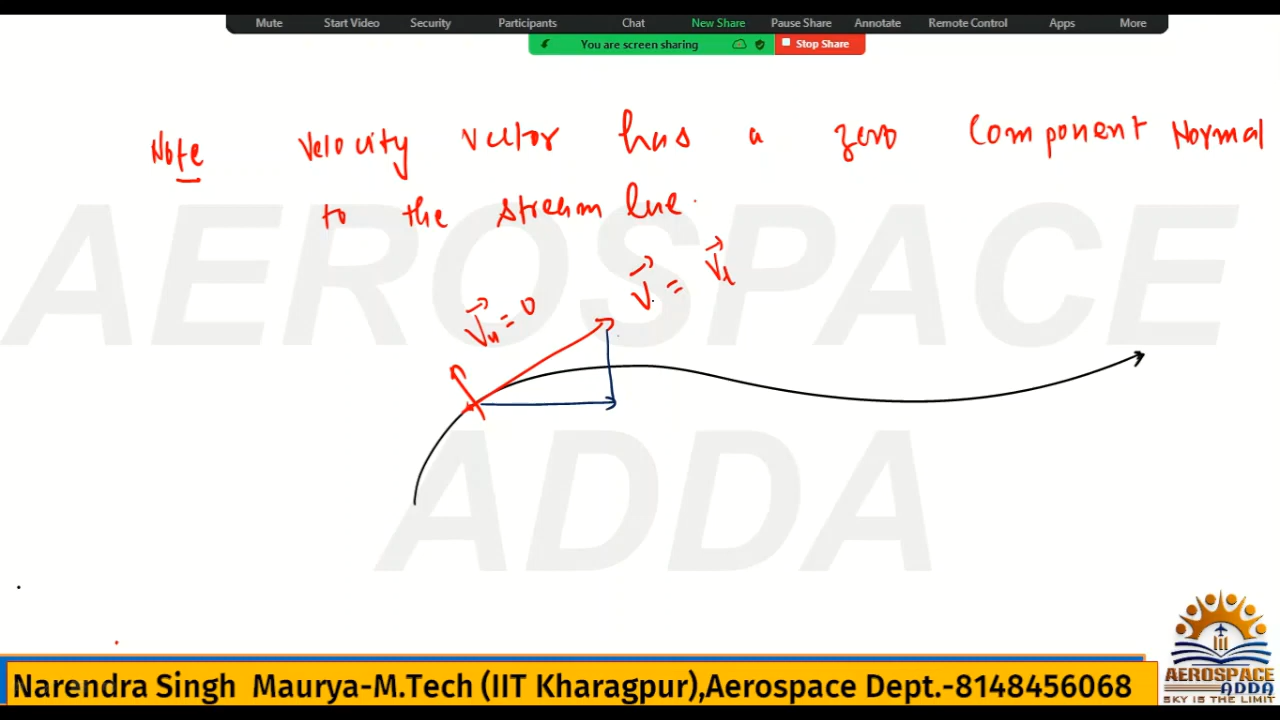 Mute Start Video Security Participants Chat New Share Pause Share Annotate Remote Control Apps More
You are screen sharing Stop Share
Note Velocity vector has a zero component Normal
to the stream line.
V⃗ₙ = 0
V⃗ = V⃗ₜ
AEROSPACE
ADDA
AEROSPACE
ADDA
SKY IS THE LIMIT
Narendra Singh Maurya-M.Tech (IIT Kharagpur),Aerospace Dept.-8148456068